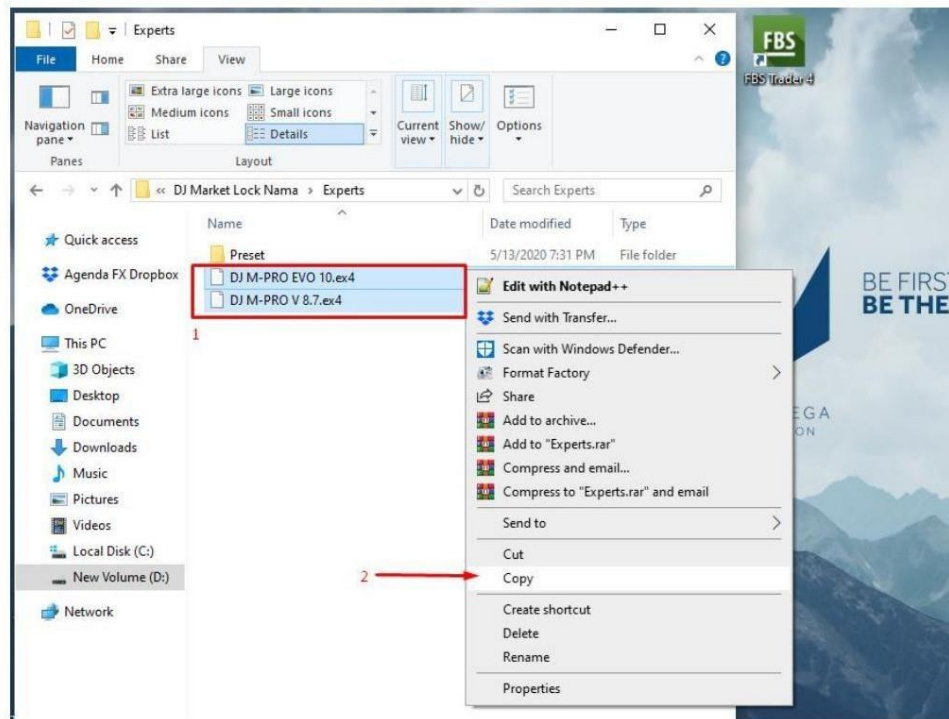 Experts
File Home Share View
Navigation pane
Extra large icons Large icons
Medium icons Small icons
List Details
Current view
Show/ hide
Options
Panes Layout
« DJ Market Lock Nama > Experts
Search Experts
Name Date modified Type
Quick access
Agenda FX Dropbox
OneDrive
This PC
3D Objects
Desktop
Documents
Downloads
Music
Pictures
Videos
Local Disk (C:)
New Volume (D:)
Network
Preset 5/13/2020 7:31 PM File folder
DJ M-PRO EVO 10.ex4
DJ M-PRO V 8.7.ex4
1
Edit with Notepad++
Send with Transfer...
Scan with Windows Defender...
Format Factory
Share
Add to archive...
Add to "Experts.rar"
Compress and email...
Compress to "Experts.rar" and email
Send to
Cut
2
Copy
Create shortcut
Delete
Rename
Properties
FBS
FBS Trader 4
BE FIRS
BE THE
EGA
ON